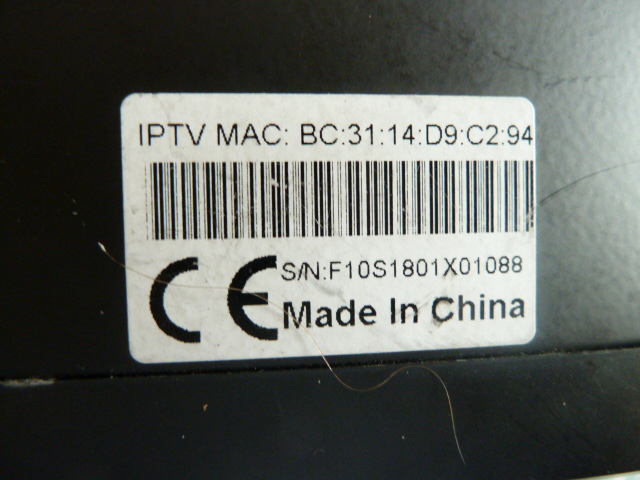 IPTV MAC: BC:31:14:D9:C2:94
CE
S/N:F10S1801X01088
Made In China